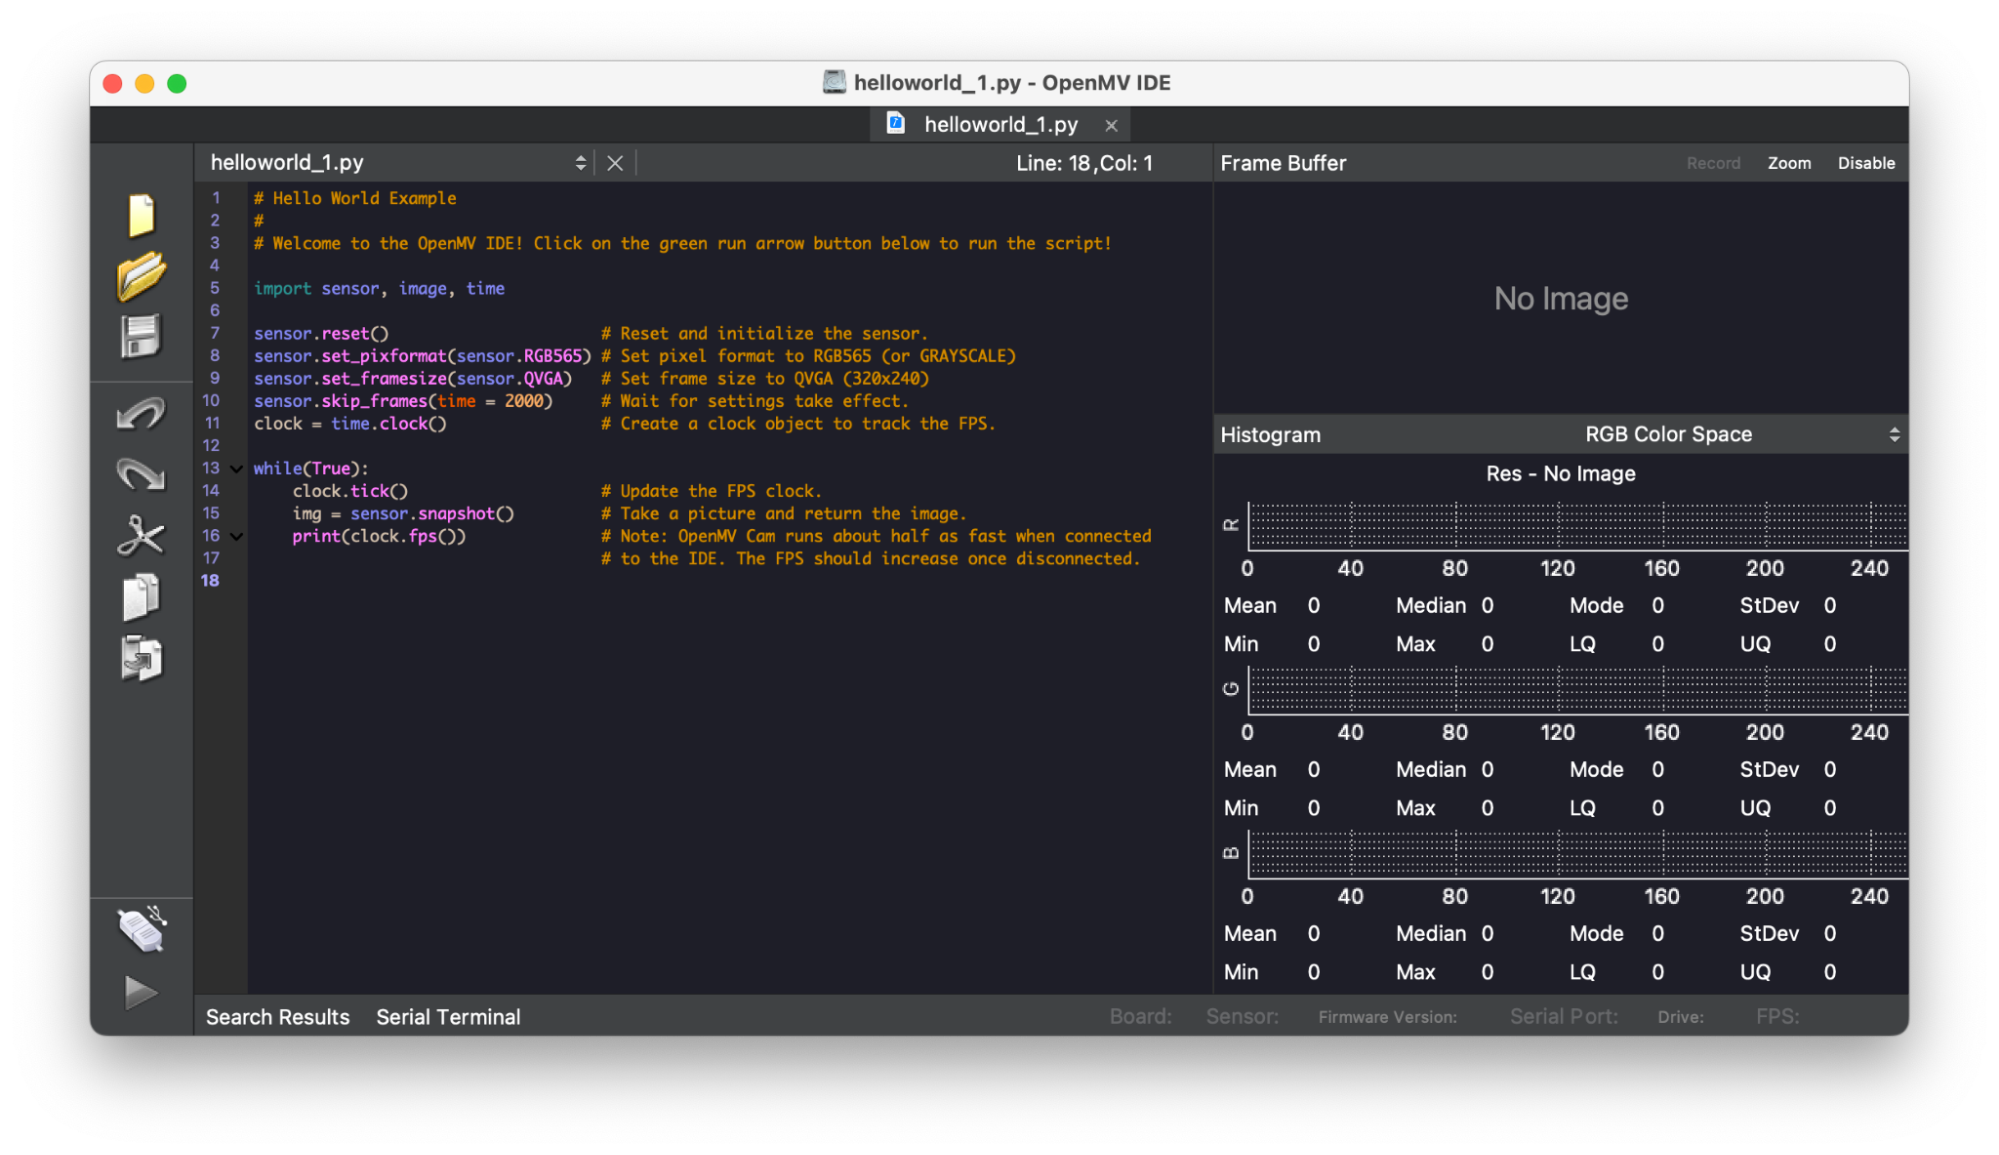 helloworld_1.py - OpenMV IDE
helloworld_1.py
helloworld_1.py
Line: 18,Col: 1
1 # Hello World Example
2 #
3 # Welcome to the OpenMV IDE! Click on the green run arrow button below to run the script!
4
5 import sensor, image, time
6
7 sensor.reset() # Reset and initialize the sensor.
8 sensor.set_pixformat(sensor.RGB565) # Set pixel format to RGB565 (or GRAYSCALE)
9 sensor.set_framesize(sensor.QVGA) # Set frame size to QVGA (320x240)
10 sensor.skip_frames(time = 2000) # Wait for settings take effect.
11 clock = time.clock() # Create a clock object to track the FPS.
12
13 while(True):
14 clock.tick() # Update the FPS clock.
15 img = sensor.snapshot() # Take a picture and return the image.
16 print(clock.fps()) # Note: OpenMV Cam runs about half as fast when connected
17 # to the IDE. The FPS should increase once disconnected.
18
Frame Buffer Record Zoom Disable
No Image
Histogram RGB Color Space
Res - No Image
R
0 40 80 120 160 200 240
Mean 0 Median 0 Mode 0 StDev 0
Min 0 Max 0 LQ 0 UQ 0
G
0 40 80 120 160 200 240
Mean 0 Median 0 Mode 0 StDev 0
Min 0 Max 0 LQ 0 UQ 0
B
0 40 80 120 160 200 240
Mean 0 Median 0 Mode 0 StDev 0
Min 0 Max 0 LQ 0 UQ 0
Search Results Serial Terminal Board: Sensor: Firmware Version: Serial Port: Drive: FPS: